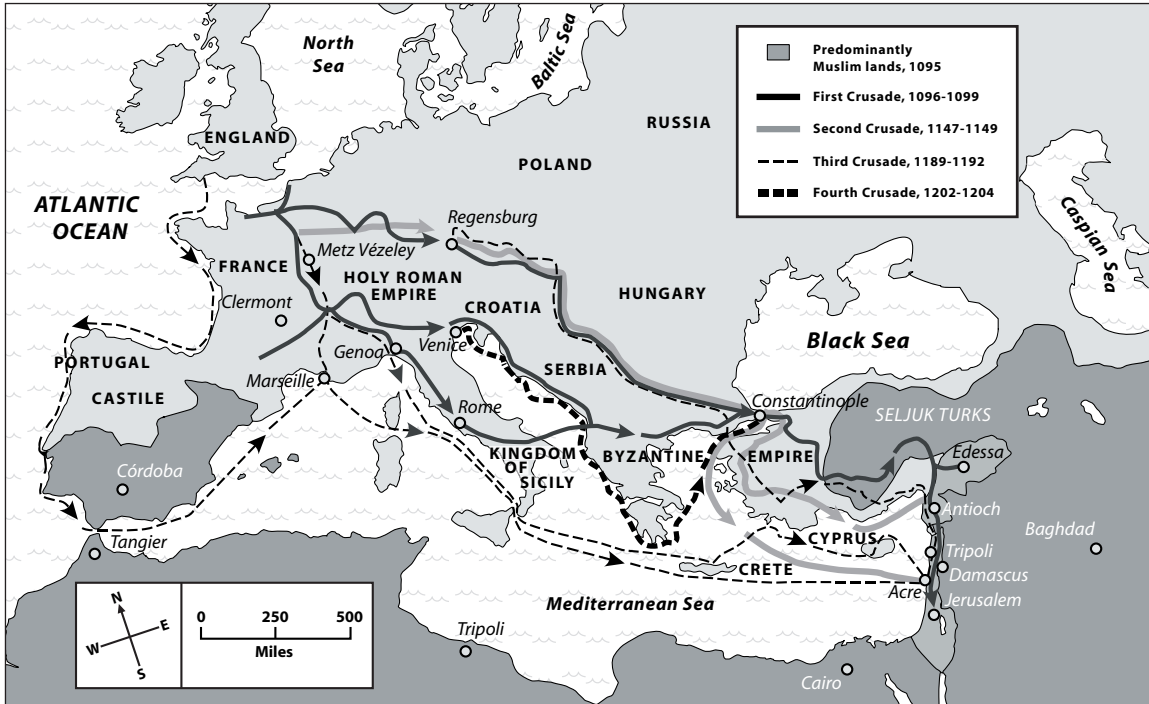 North
Sea
Baltic Sea
Predominantly
Muslim lands, 1095
First Crusade, 1096-1099
Second Crusade, 1147-1149
Third Crusade, 1189-1192
Fourth Crusade, 1202-1204
ENGLAND
RUSSIA
POLAND
ATLANTIC
OCEAN
Caspian Sea
Regensburg
Metz Vézeley
FRANCE
HOLY ROMAN
EMPIRE
HUNGARY
Clermont
CROATIA
Black Sea
Genoa
Venice
PORTUGAL
SERBIA
Marseille
CASTILE
Constantinople
Rome
SELJUK TURKS
KINGDOM
OF
SICILY
BYZANTINE
EMPIRE
Edessa
Córdoba
Antioch
Baghdad
Tangier
CYPRUS
Tripoli
CRETE
Damascus
Acre
Jerusalem
Mediterranean Sea
N
E
W
S
0
250
500
Miles
Tripoli
Cairo